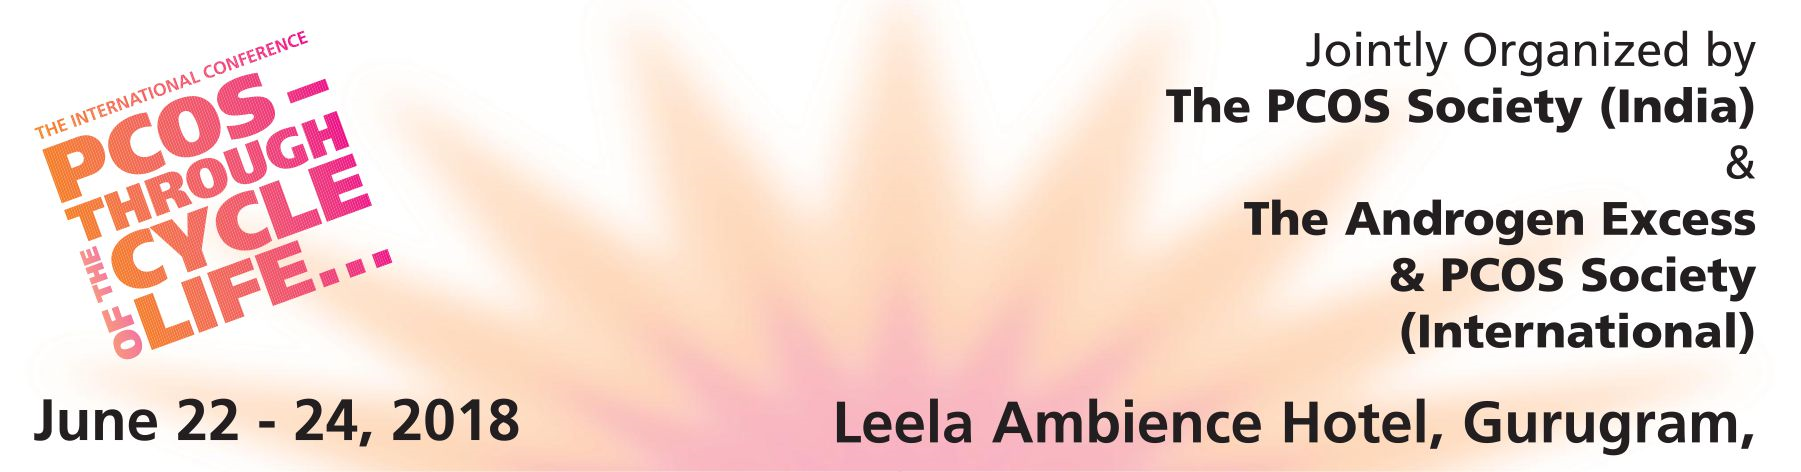 THE INTERNATIONAL CONFERENCE
PCOS –
THROUGH
OF THE CYCLE
LIFE...
Jointly Organized by
The PCOS Society (India)
&
The Androgen Excess
& PCOS Society
(International)
June 22 - 24, 2018
Leela Ambience Hotel, Gurugram,